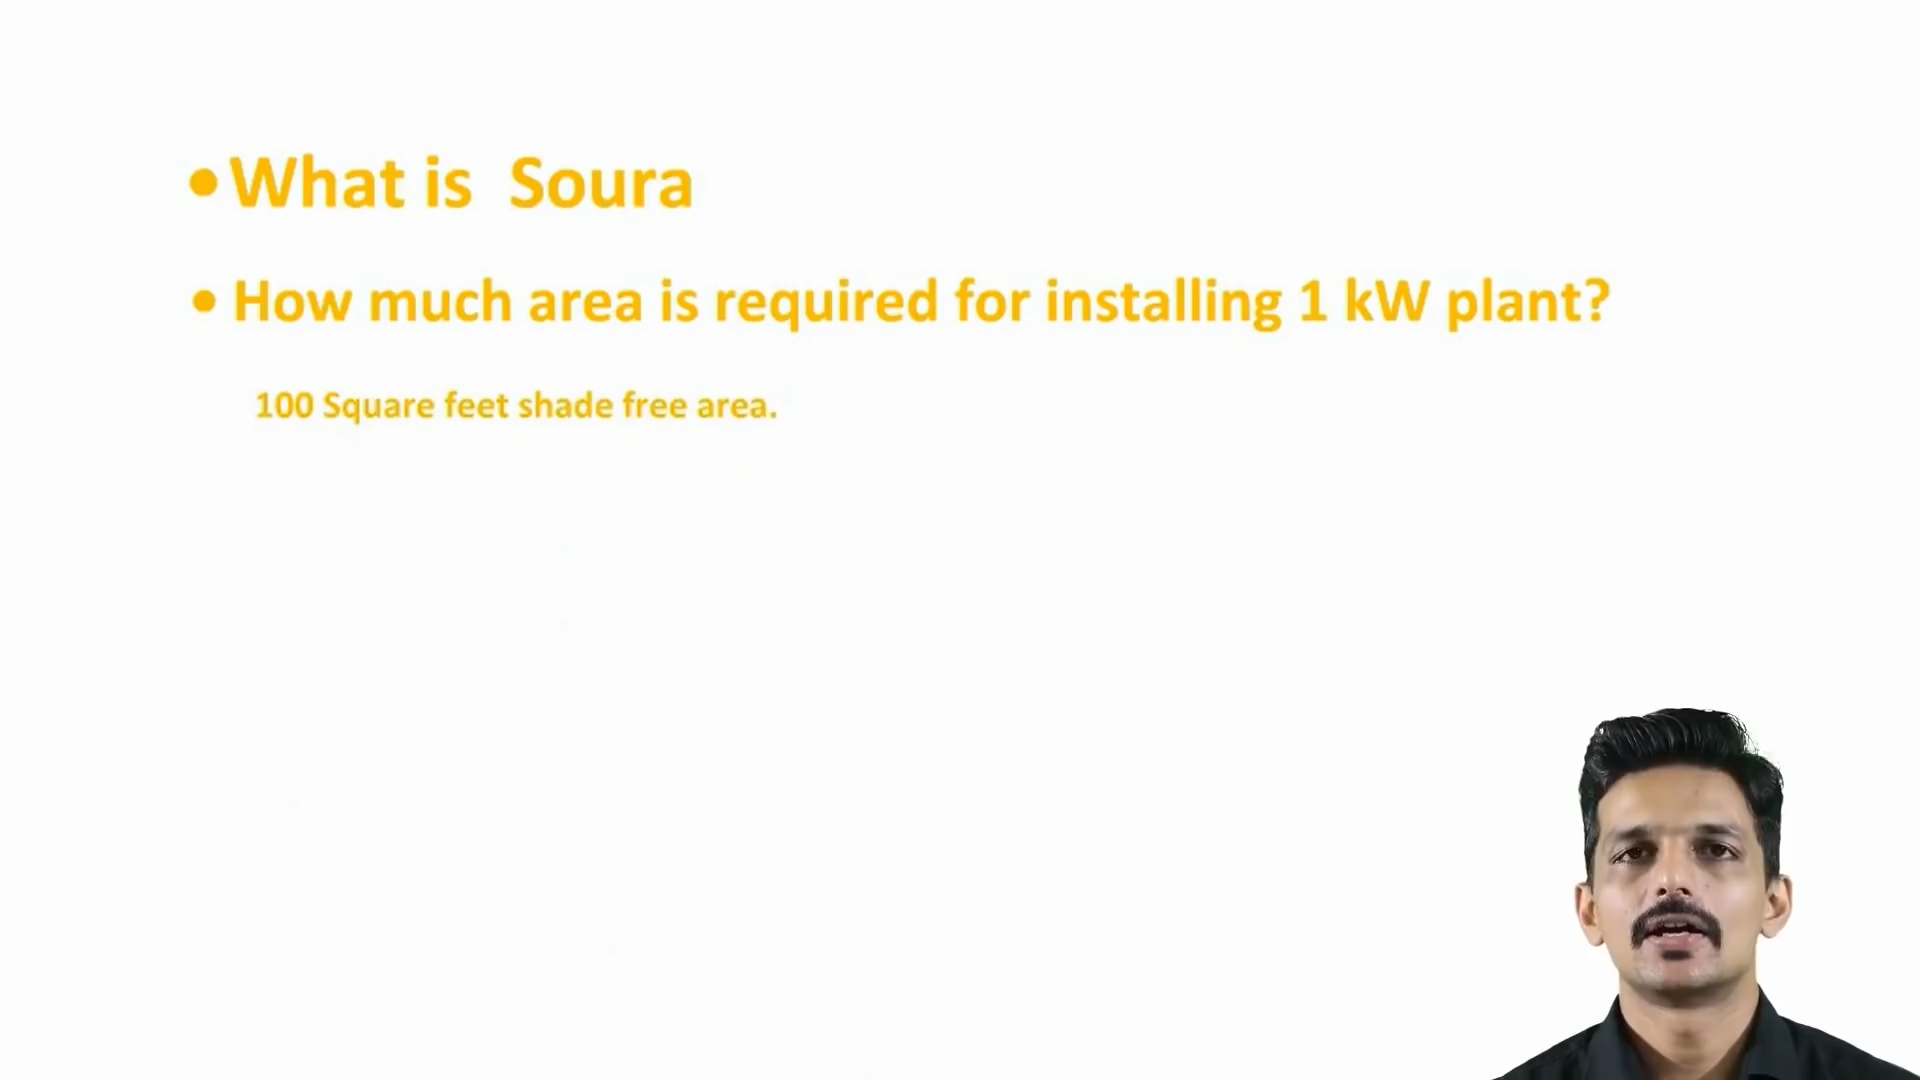 • What is Soura
• How much area is required for installing 1 kW plant?
100 Square feet shade free area.